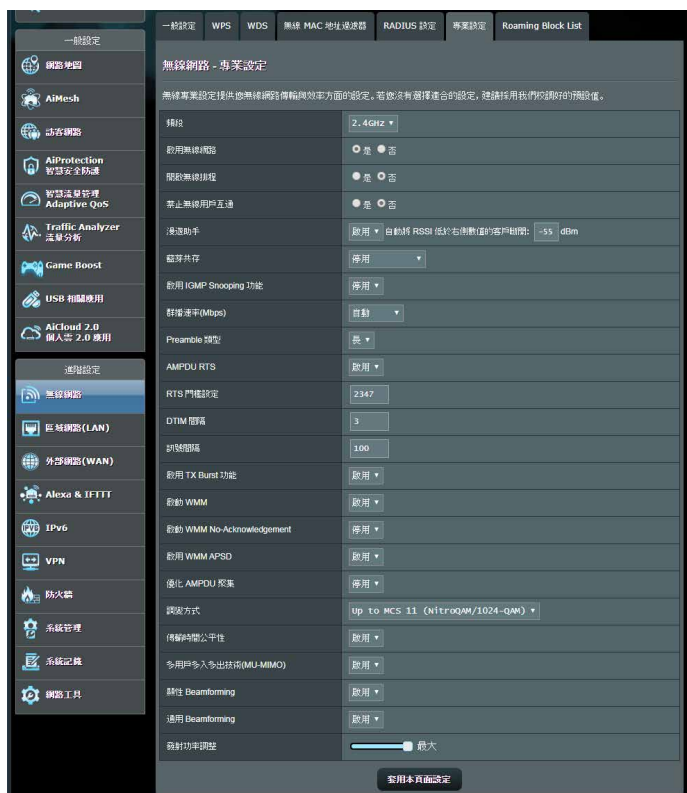 一般設定
網路地圖
AiMesh
訪客網路
AiProtection
智慧安全防護
智慧流量管理
Adaptive QoS
Traffic Analyzer
流量分析
Game Boost
USB 相關應用
AiCloud 2.0
個人雲 2.0 應用
進階設定
無線網路
區域網路(LAN)
外部網路(WAN)
Alexa & IFTTT
IPv6
VPN
防火牆
系統管理
系統記錄
網路工具
一般設定 WPS WDS 無線 MAC 地址過濾器 RADIUS 設定 專業設定 Roaming Block List
無線網路 - 專業設定
無線專業設定提供您無線網路傳輸與效率方面的設定。若您沒有選擇適合的設定, 建議採用我們校調好的預設值。
頻段 2.4GHz
啟用無線網路 是 否
開啟無線排程 是 否
禁止無線用戶互通 是 否
漫遊助手 啟用 自動將 RSSI 低於右側數值的客戶斷開: -55 dBm
藍芽共存 停用
啟用 IGMP Snooping 功能 停用
群播速率(Mbps) 自動
Preamble 類型 長
AMPDU RTS 啟用
RTS 門檻設定 2347
DTIM 間隔 3
訊號間隔 100
啟用 TX Burst 功能 啟用
啟動 WMM 啟用
啟動 WMM No-Acknowledgement 停用
啟用 WMM APSD 啟用
優化 AMPDU 聚集 停用
調變方式 Up to MCS 11 (NitroQAM/1024-QAM)
傳輸時間公平性 啟用
多用戶多入多出技術(MU-MIMO) 啟用
顯性 Beamforming 啟用
通用 Beamforming 啟用
發射功率調整 最大
套用本頁面設定